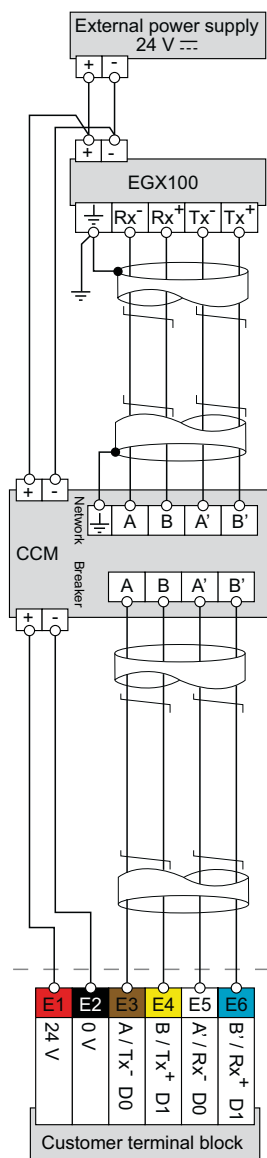 External power supply
24 V ⎓
+ -
+ -
EGX100
⏚ Rx- Rx+ Tx- Tx+
+ -
Network
⏚ A B A' B'
CCM
Breaker
A B A' B'
+ -
E1 E2 E3 E4 E5 E6
24 V
0 V
A / Tx- D0
B / Tx+ D1
A' / Rx- D0
B' / Rx+ D1
Customer terminal block